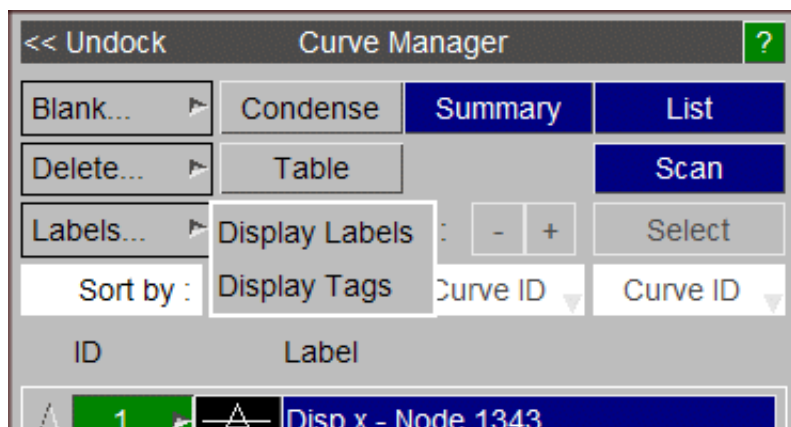 << Undock Curve Manager ?
Blank... Condense Summary List
Delete... Table Scan
Labels... Display Labels : - + Select
Sort by : Display Tags Curve ID Curve ID
ID Label
1 Disp x - Node 1343